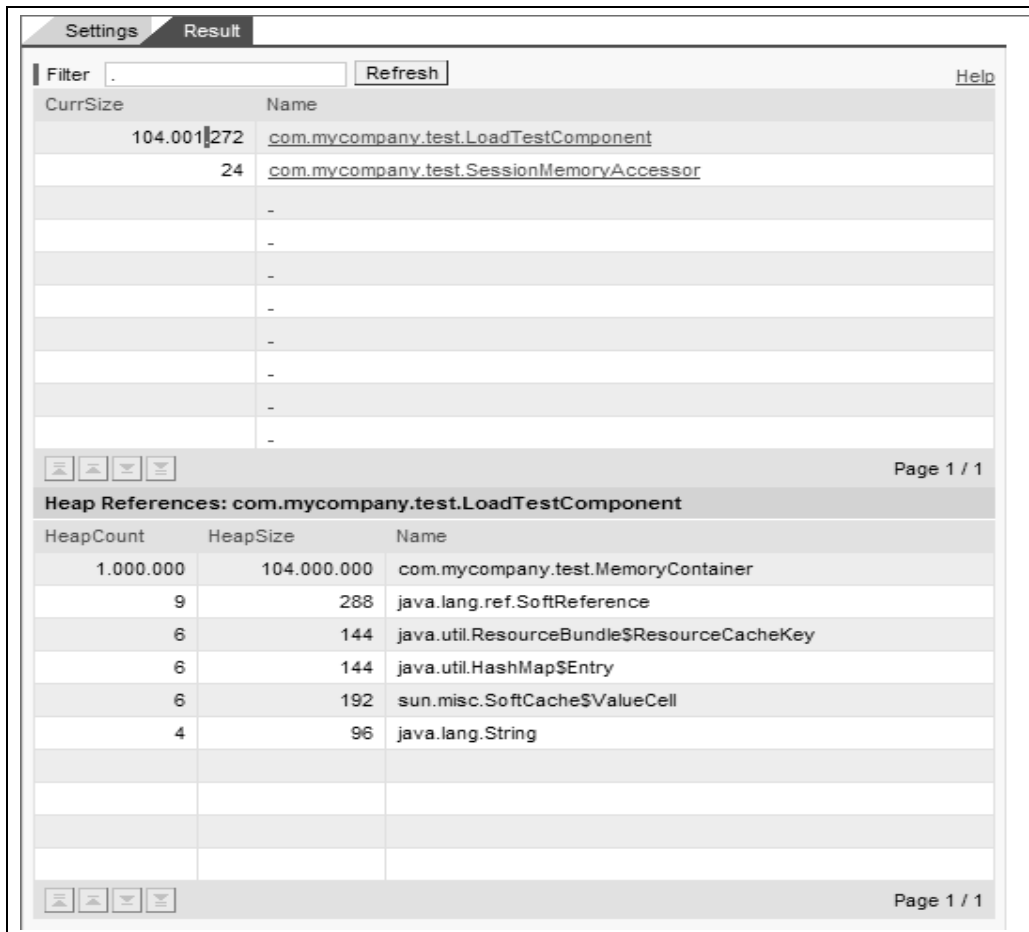 Settings Result
Filter . Refresh Help
CurrSize Name
104.001.272 com.mycompany.test.LoadTestComponent
24 com.mycompany.test.SessionMemoryAccessor
-
-
-
-
-
-
-
-
Page 1 / 1
Heap References: com.mycompany.test.LoadTestComponent
HeapCount HeapSize Name
1.000.000 104.000.000 com.mycompany.test.MemoryContainer
9 288 java.lang.ref.SoftReference
6 144 java.util.ResourceBundle$ResourceCacheKey
6 144 java.util.HashMap$Entry
6 192 sun.misc.SoftCache$ValueCell
4 96 java.lang.String
Page 1 / 1